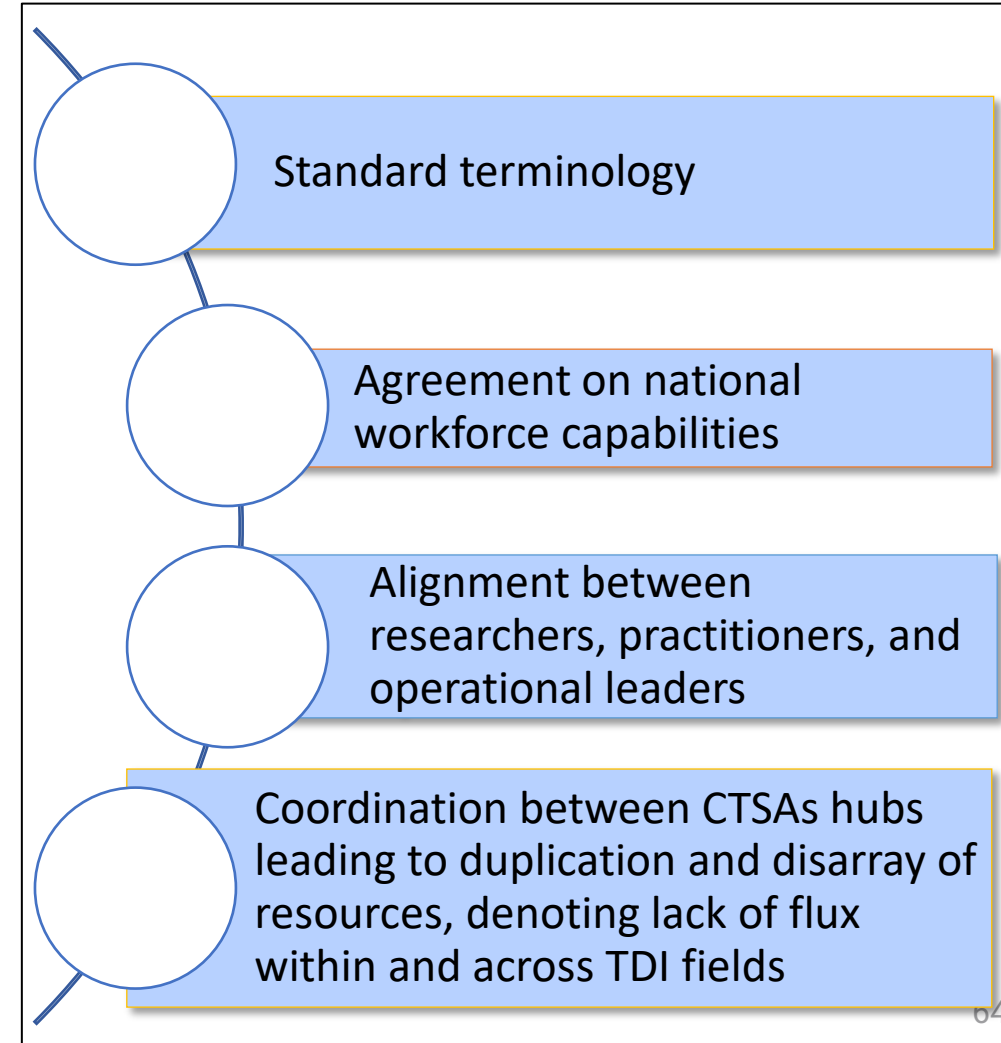 Standard terminology
Agreement on national
workforce capabilities
Alignment between
researchers, practitioners, and
operational leaders
Coordination between CTSAs hubs
leading to duplication and disarray of
resources, denoting lack of flux
within and across TDI fields
64